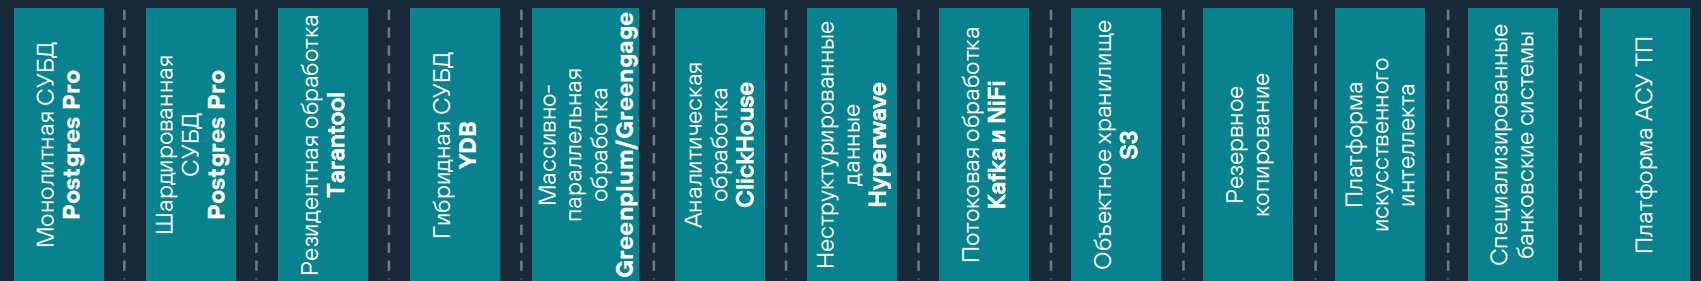 Монолитная СУБД
Postgres Pro
Шардированная
СУБД
Postgres Pro
Резидентная обработка
Tarantool
Гибридная СУБД
YDB
Массивно-
параллельная
обработка
Greenplum/Greengage
Аналитическая
обработка
ClickHouse
Неструктурированные
данные
Hyperwave
Потоковая обработка
Kafka и NiFi
Объектное хранилище
S3
Резервное
копирование
Платформа
искусственного
интеллекта
Специализированные
банковские системы
Платформа АСУ ТП